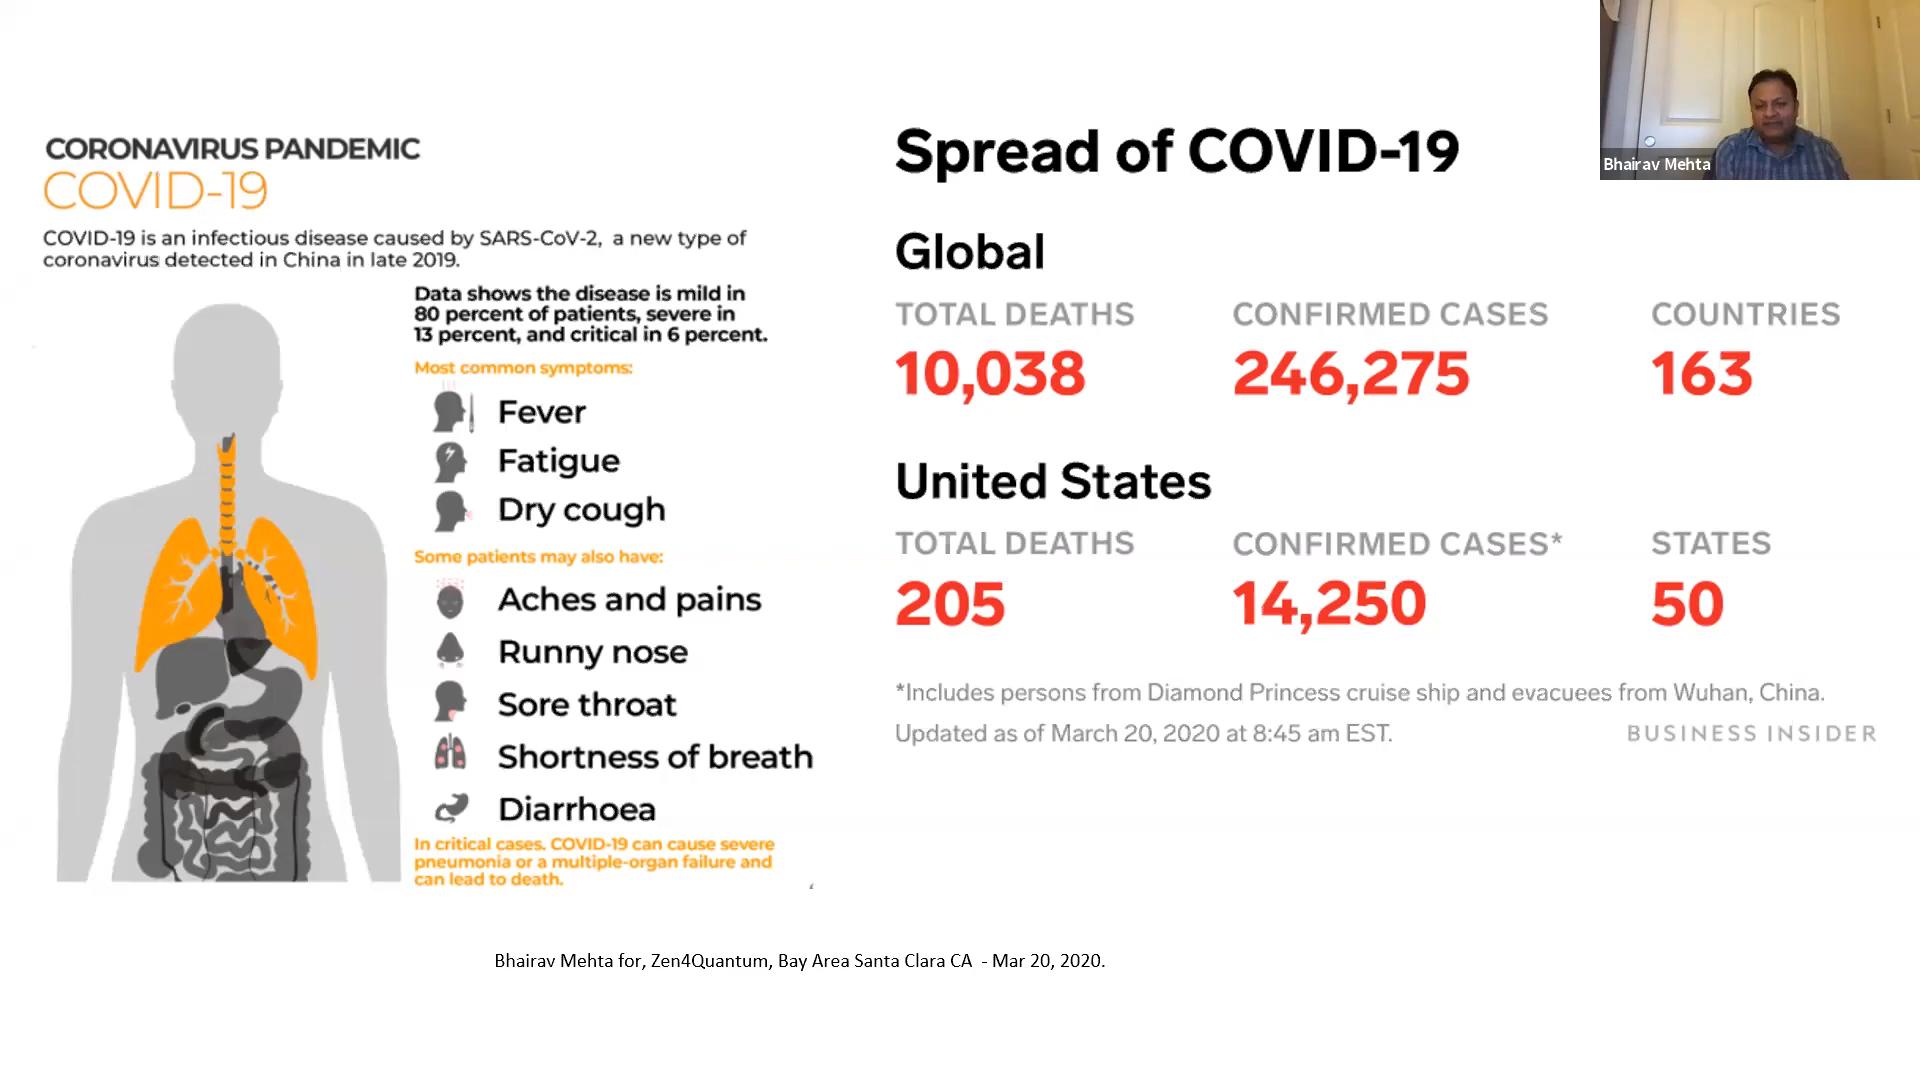 CORONAVIRUS PANDEMIC
COVID-19
COVID-19 is an infectious disease caused by SARS-CoV-2, a new type of
coronavirus detected in China in late 2019.
Data shows the disease is mild in
80 percent of patients, severe in
13 percent, and critical in 6 percent.
Most common symptoms:
Fever
Fatigue
Dry cough
Some patients may also have:
Aches and pains
Runny nose
Sore throat
Shortness of breath
Diarrhoea
In critical cases. COVID-19 can cause severe
pneumonia or a multiple-organ failure and
can lead to death.
Spread of COVID-19
Global
TOTAL DEATHS CONFIRMED CASES COUNTRIES
10,038 246,275 163
United States
TOTAL DEATHS CONFIRMED CASES* STATES
205 14,250 50
*Includes persons from Diamond Princess cruise ship and evacuees from Wuhan, China.
Updated as of March 20, 2020 at 8:45 am EST. BUSINESS INSIDER
Bhairav Mehta
Bhairav Mehta for, Zen4Quantum, Bay Area Santa Clara CA - Mar 20, 2020.